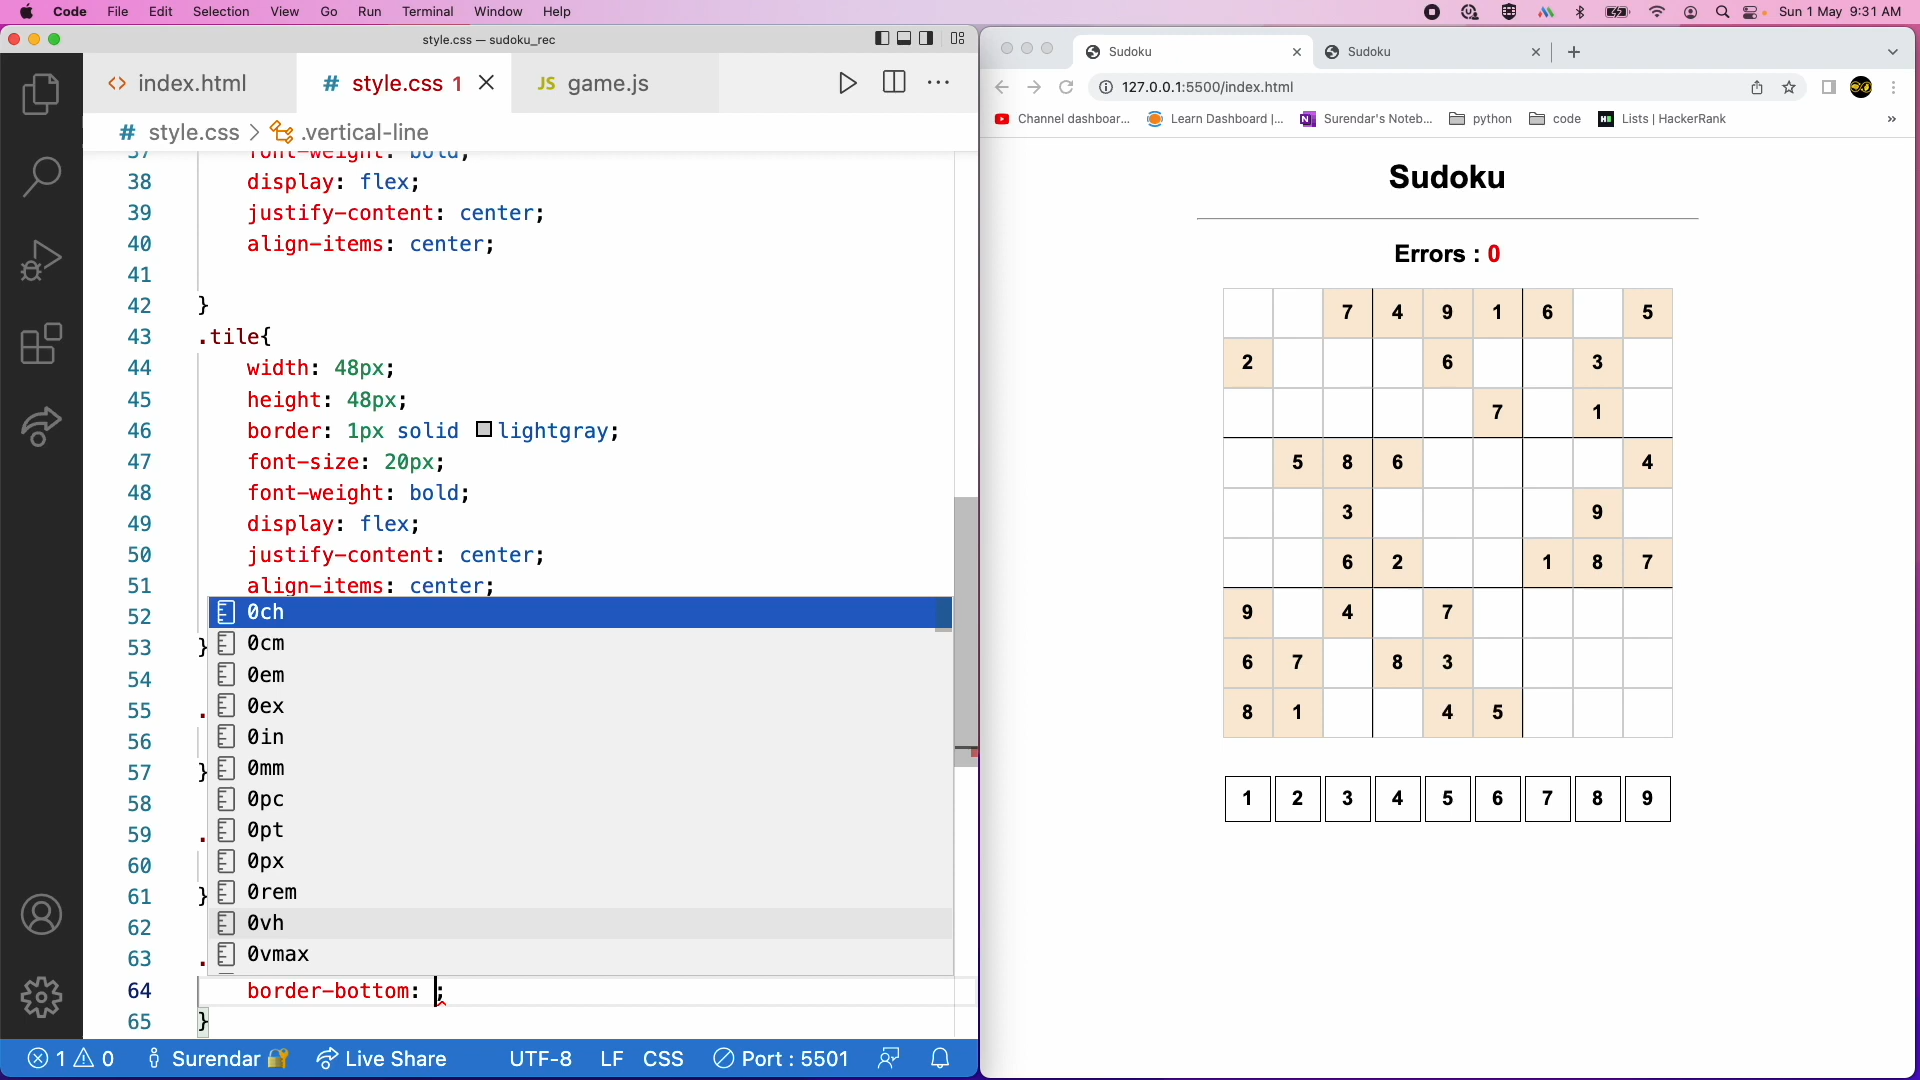 Code File Edit Selection View Go Run Terminal Window Help Sun 1 May 9:31 AM
style.css — sudoku_rec
<> index.html # style.css 1 JS game.js
# style.css > .vertical-line
37 font-weight: bold;
38 display: flex;
39 justify-content: center;
40 align-items: center;
41
42 }
43 .tile{
44 width: 48px;
45 height: 48px;
46 border: 1px solid lightgray;
47 font-size: 20px;
48 font-weight: bold;
49 display: flex;
50 justify-content: center;
51 align-items: center;
52 0ch
53 } 0cm
54 0em
55 . 0ex
56 0in
57 } 0mm
58 0pc
59 . 0pt
60 0px
61 } 0rem
62 0vh
63 . 0vmax
64 border-bottom: ;
65 }
1 0 Surendar Live Share UTF-8 LF CSS Port : 5501
Sudoku Sudoku
127.0.0.1:5500/index.html
Channel dashboar... Learn Dashboard |... Surendar's Noteb... python code Lists | HackerRank »
Sudoku
Errors : 0
7 4 9 1 6 5
2 6 3
7 1
5 8 6 4
3 9
6 2 1 8 7
9 4 7
6 7 8 3
8 1 4 5
1 2 3 4 5 6 7 8 9